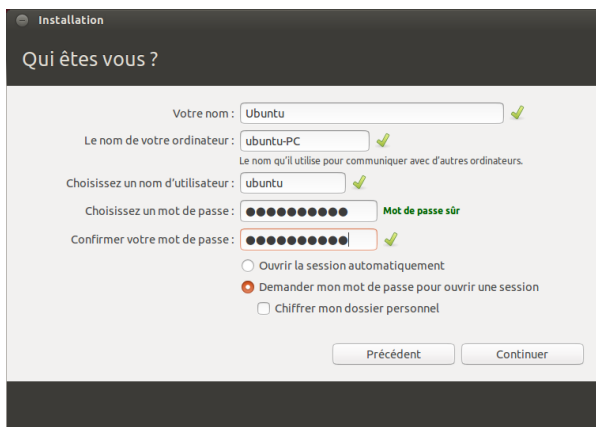 Installation
Qui êtes vous ?
Votre nom : Ubuntu
Le nom de votre ordinateur : ubuntu-PC
Le nom qu'il utilise pour communiquer avec d'autres ordinateurs.
Choisissez un nom d'utilisateur : ubuntu
Choisissez un mot de passe : ●●●●●●●●●● Mot de passe sûr
Confirmer votre mot de passe : ●●●●●●●●●●
Ouvrir la session automatiquement
Demander mon mot de passe pour ouvrir une session
Chiffrer mon dossier personnel
Précédent Continuer